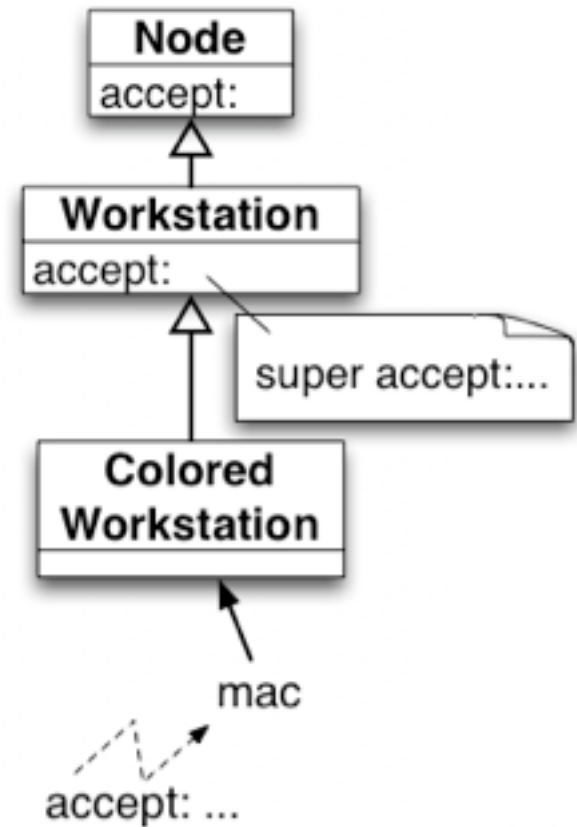 Node
accept:
Workstation
accept:
super accept:...
Colored
Workstation
mac
accept: ...